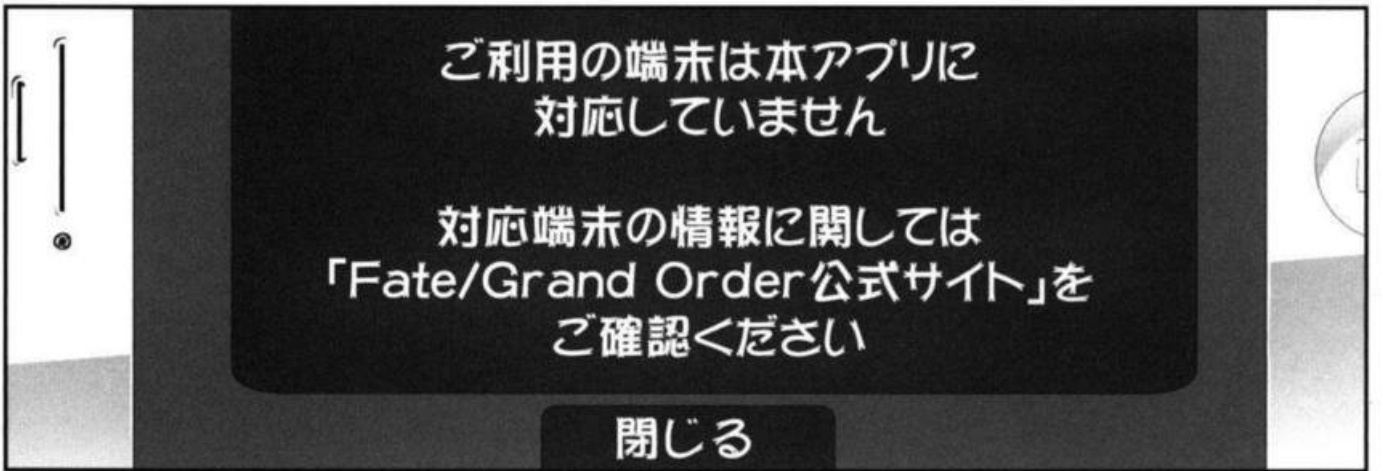 ご利用の端末は本アプリに
対応していません
対応端末の情報に関しては
「Fate/Grand Order公式サイト」を
ご確認ください
閉じる